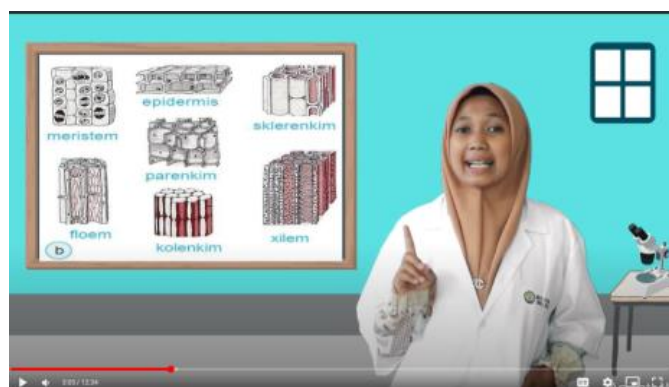 epidermis
meristem
sklerenkim
parenkim
floem
kolenkim
xilem
b